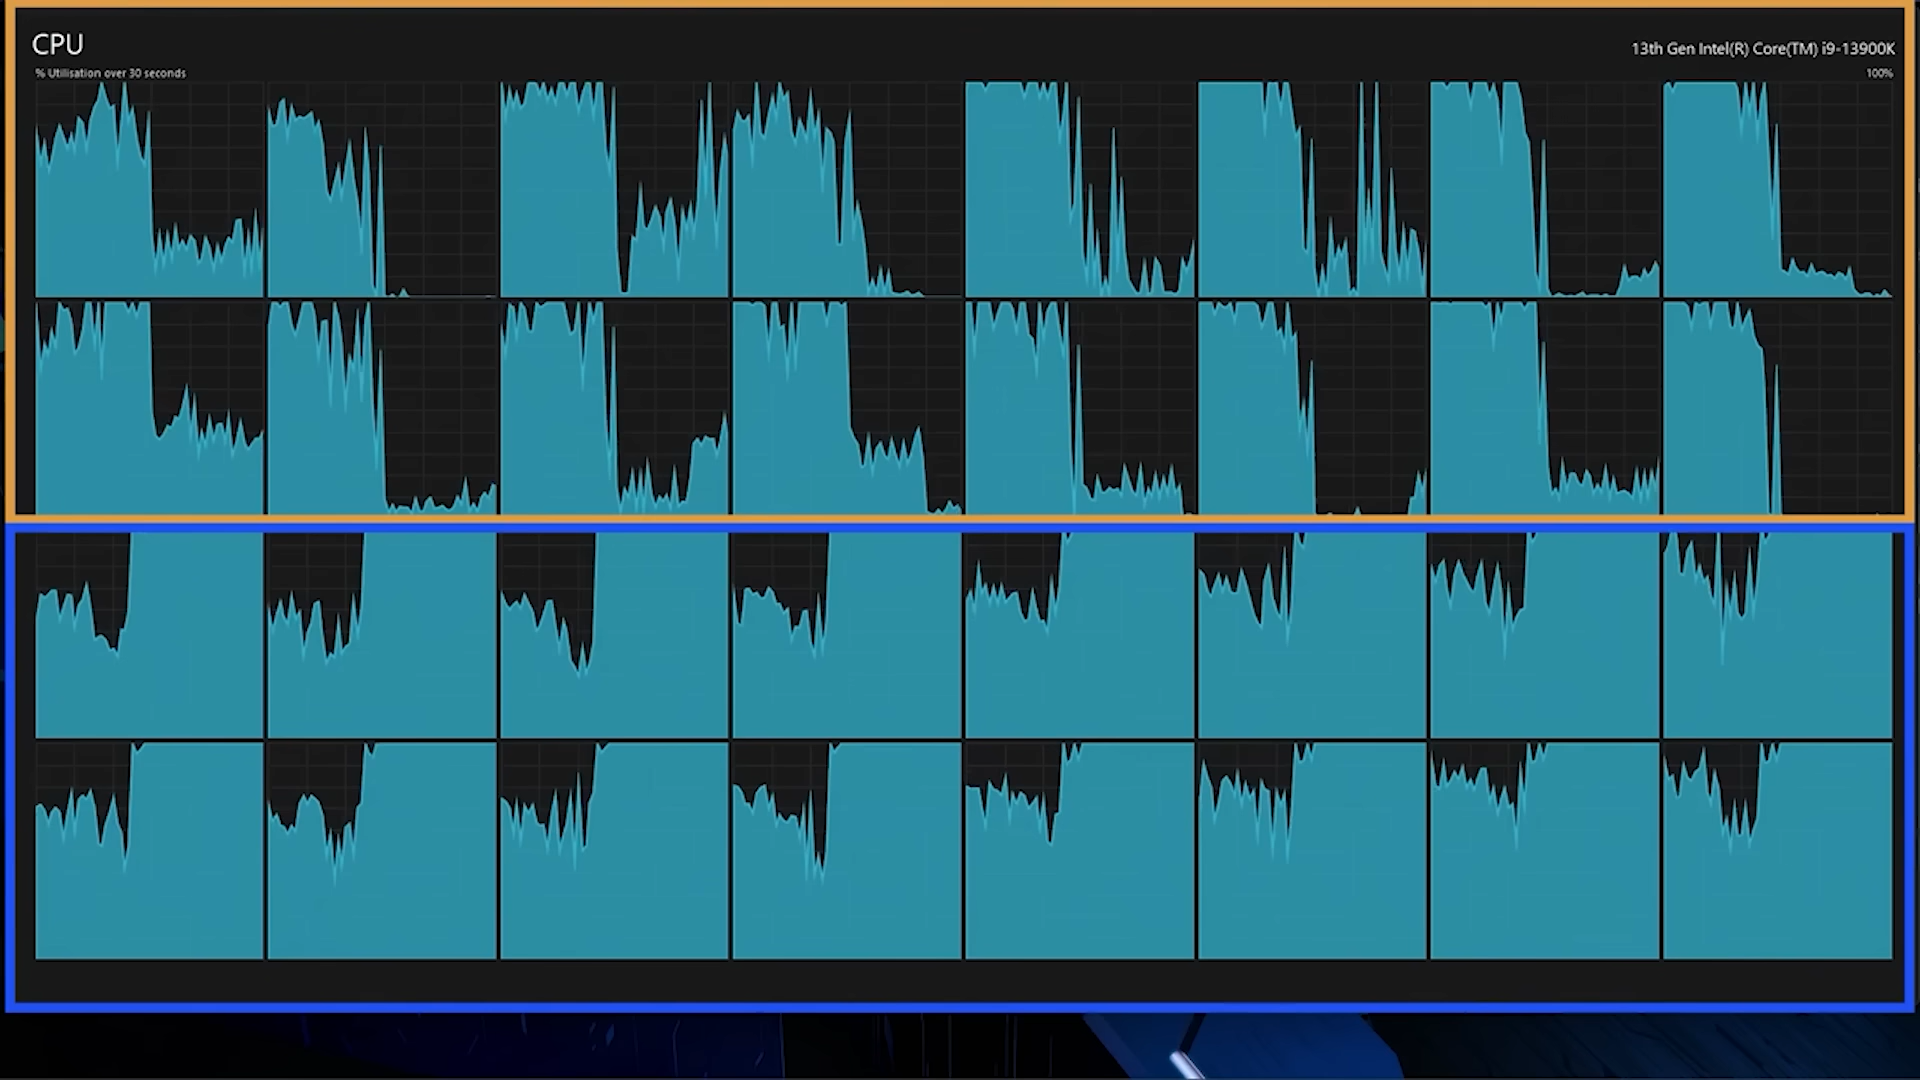 CPU
13th Gen Intel(R) Core(TM) i9-13900K
% Utilisation over 30 seconds
100%